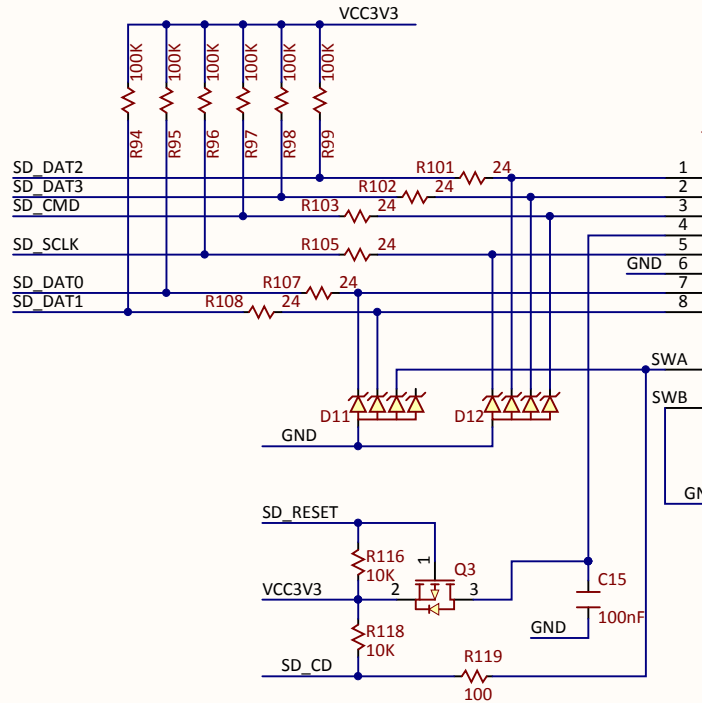 VCC3V3
100K 100K 100K 100K 100K 100K
R94 R95 R96 R97 R98 R99
SD_DAT2 R101 24 1
SD_DAT3 R102 24 2
SD_CMD R103 24 3
4
SD_SCLK R105 24 5
GND 6
SD_DAT0 R107 24 7
SD_DAT1 R108 24 8
SWA
SWB
D11 D12
GND
GN
SD_RESET
R116 1 Q3
10K
VCC3V3 2 3
C15
100nF
R118
10K
GND
SD_CD R119
100